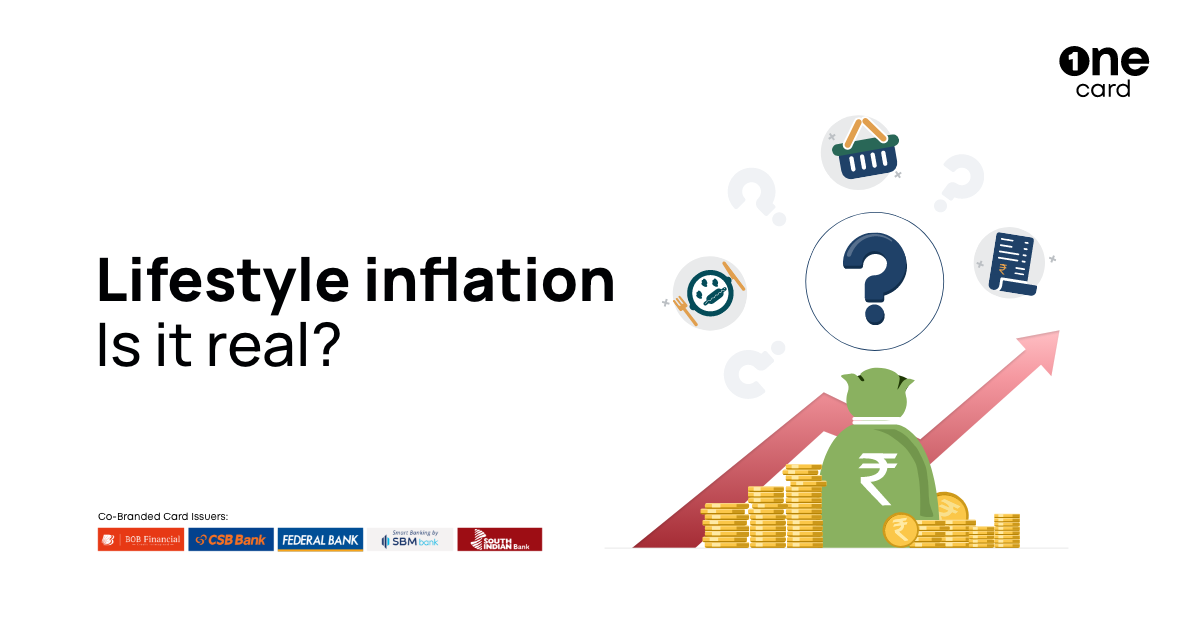 1ne
card
Lifestyle inflation
Is it real?
Co-Branded Card Issuers:
BOB Financial
CSB Bank
FEDERAL BANK
Smart Banking by
SBM bank
SOUTH
INDIAN Bank
?
₹
₹
₹
₹